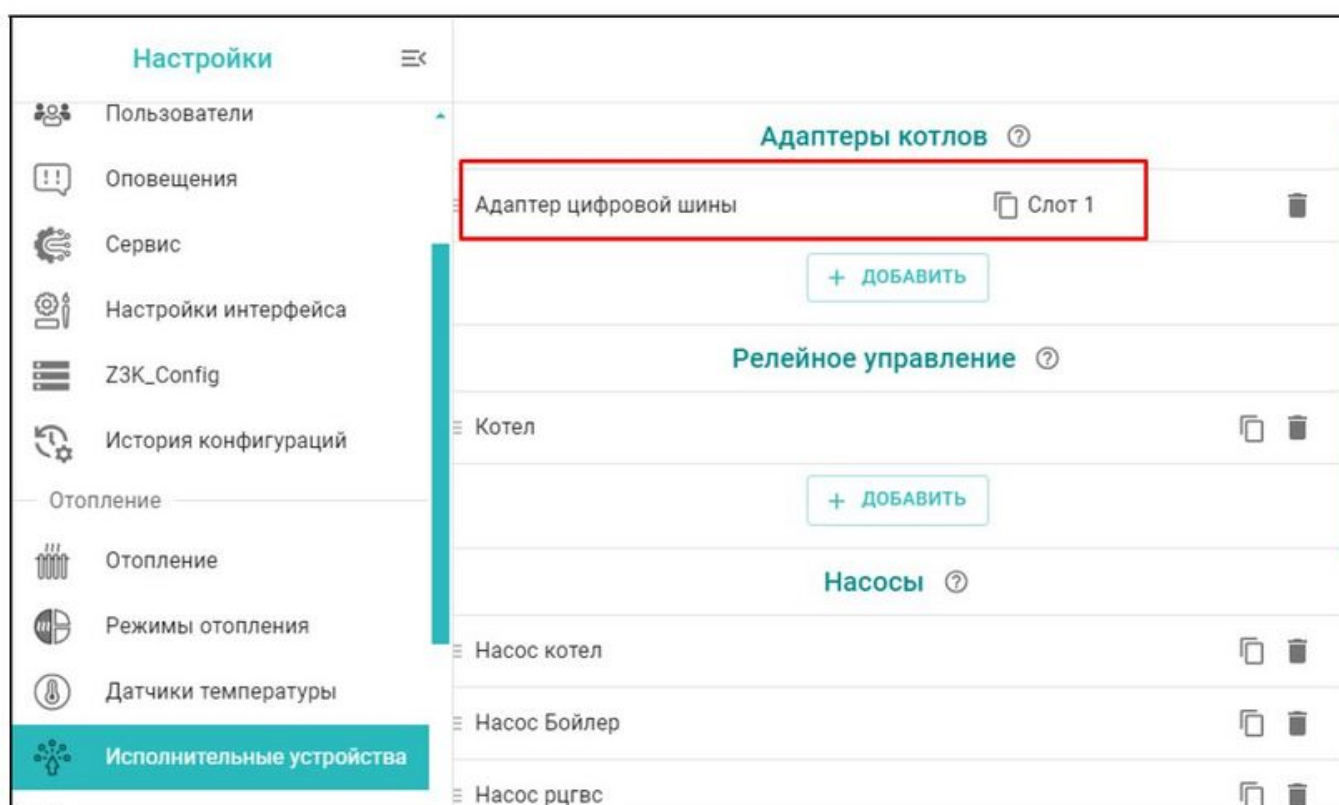 Настройки
Пользователи
Оповещения
Сервис
Настройки интерфейса
Z3K_Config
История конфигураций
Отопление
Отопление
Режимы отопления
Датчики температуры
Исполнительные устройства
Адаптеры котлов
Адаптер цифровой шины Слот 1
+ ДОБАВИТЬ
Релейное управление
Котел
+ ДОБАВИТЬ
Насосы
Насос котел
Насос Бойлер
Насос рцгвс